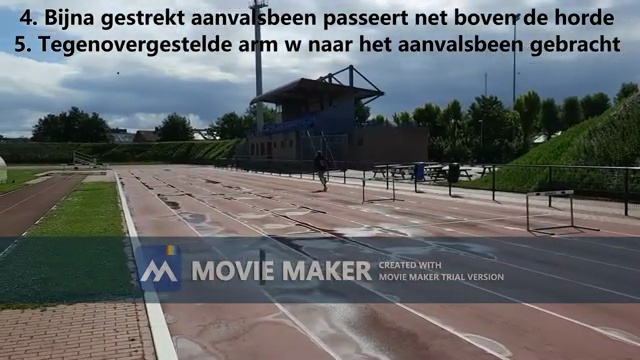 4. Bijna gestrekt aanvalsbeen passeert net boven de horde
5. Tegenovergestelde arm w naar het aanvalsbeen gebracht
MOVIE MAKER
CREATED WITH
MOVIE MAKER TRIAL VERSION